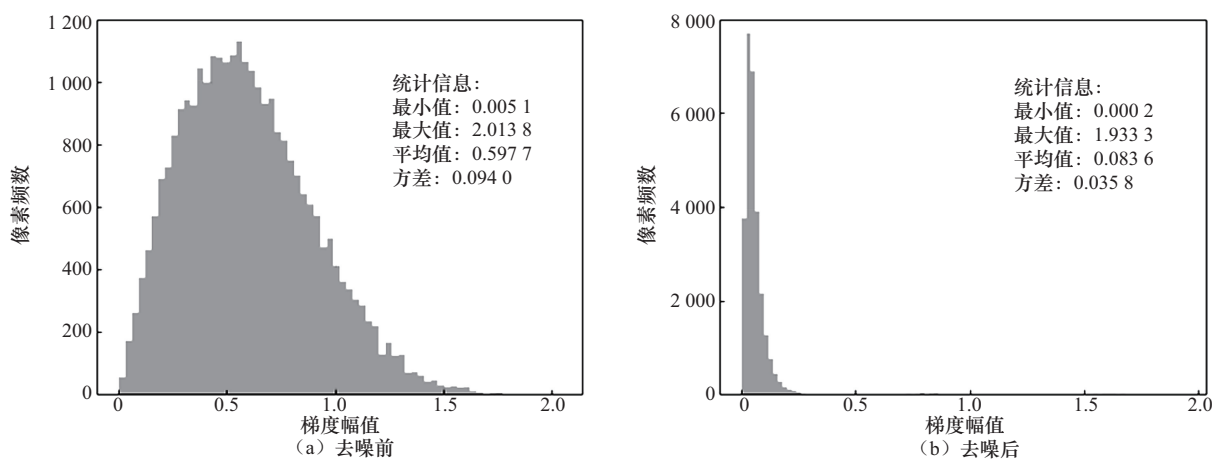 1 200
1 000
800
600
400
200
0
像素频数
统计信息：
最小值：0.005 1
最大值：2.013 8
平均值：0.597 7
方差：0.094 0
0 0.5 1.0 1.5 2.0
梯度幅值
（a）去噪前
8 000
6 000
4 000
2 000
0
像素频数
统计信息：
最小值：0.000 2
最大值：1.933 3
平均值：0.083 6
方差：0.035 8
0 0.5 1.0 1.5 2.0
梯度幅值
（b）去噪后